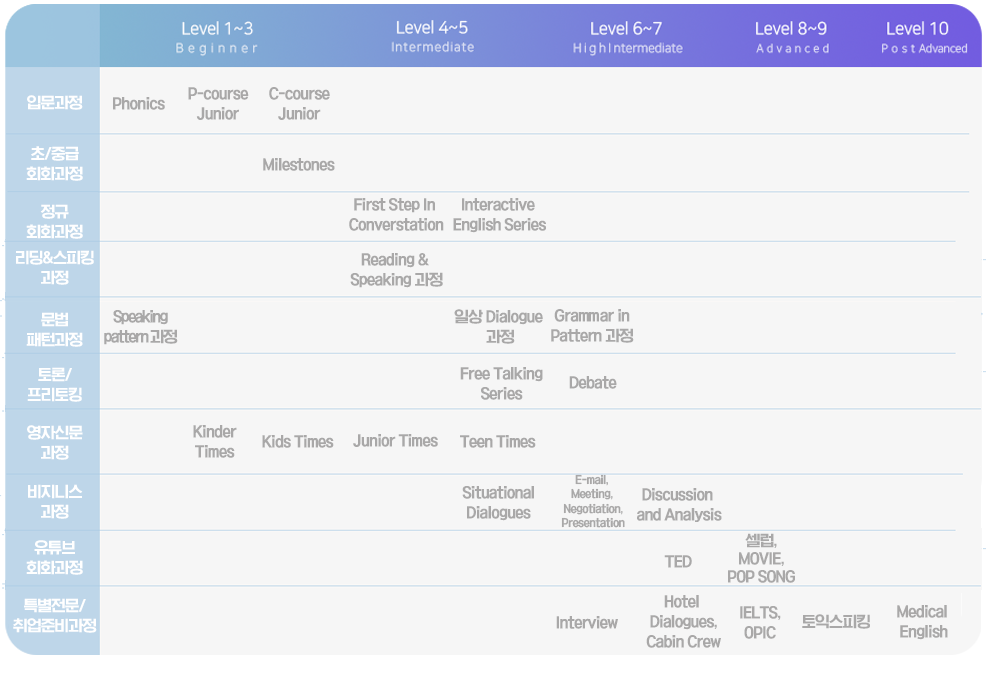 Level 1~3 Level 4~5 Level 6~7 Level 8~9 Level 10
Beginner Intermediate HighIntermediate Advanced Post Advanced
입문과정 Phonics P-course Junior C-course Junior
초/중급 회화과정 Milestones
정규 회화과정 First Step In Converstation Interactive English Series
리딩&스피킹 과정 Reading & Speaking 과정
문법 패턴과정 Speaking pattern 과정 일상 Dialogue 과정 Grammar in Pattern 과정
토론/ 프리토킹 Free Talking Series Debate
영자신문 과정 Kinder Times Kids Times Junior Times Teen Times
비지니스 과정 Situational Dialogues E-mail, Meeting, Negotiation, Presentation Discussion and Analysis
유튜브 회화과정 TED 셀럽, MOVIE, POP SONG
특별전문/ 취업준비과정 Interview Hotel Dialogues, Cabin Crew IELTS, OPIC 토익스피킹 Medical English